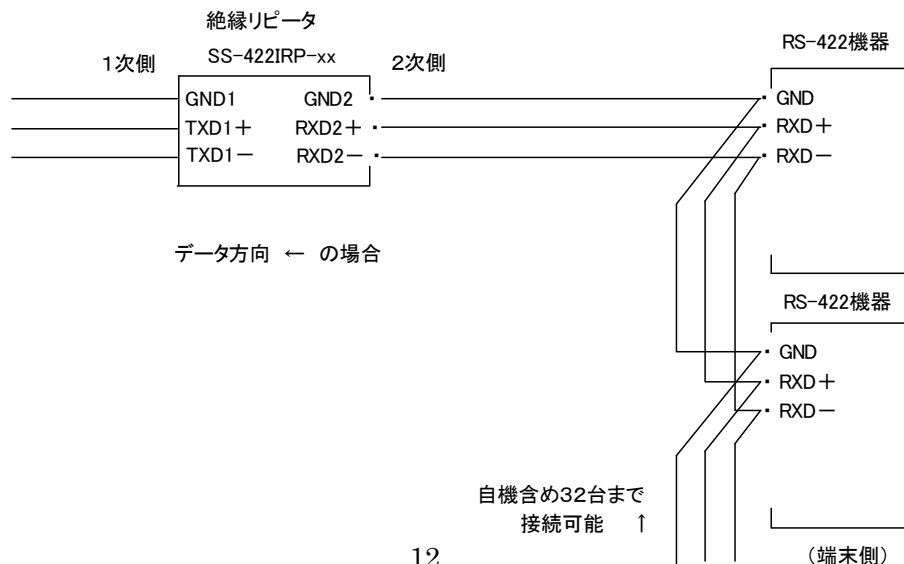 絶縁リピータ
SS-422IRP-xx
1次側
2次側
RS-422機器
GND1 GND2
TXD1＋ RXD2＋
TXD1－ RXD2－
GND
RXD＋
RXD－
データ方向 ← の場合
RS-422機器
GND
RXD＋
RXD－
自機含め32台まで
接続可能 ↑
12
(端末側)